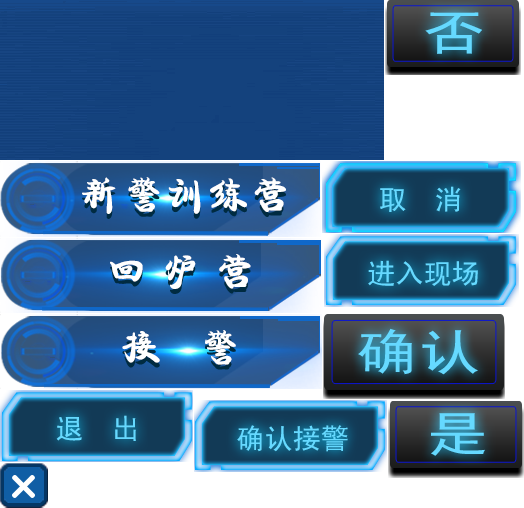 否
新警训练营
取 消
回炉营
进入现场
接 警
确认
退 出
确认接警
是